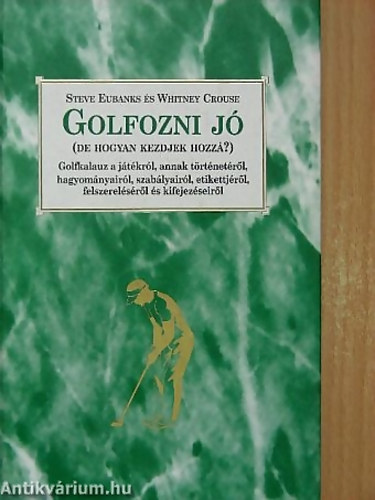 STEVE EUBANKS ÉS WHITNEY CROUSE
GOLFOZNI JÓ
(DE HOGYAN KEZDJEK HOZZÁ?)
Golfkalauz a játékról, annak történetéről,
hagyományairól, szabályairól, etikettjéről,
felszereléséről és kifejezéseiről
Antikvárium.hu